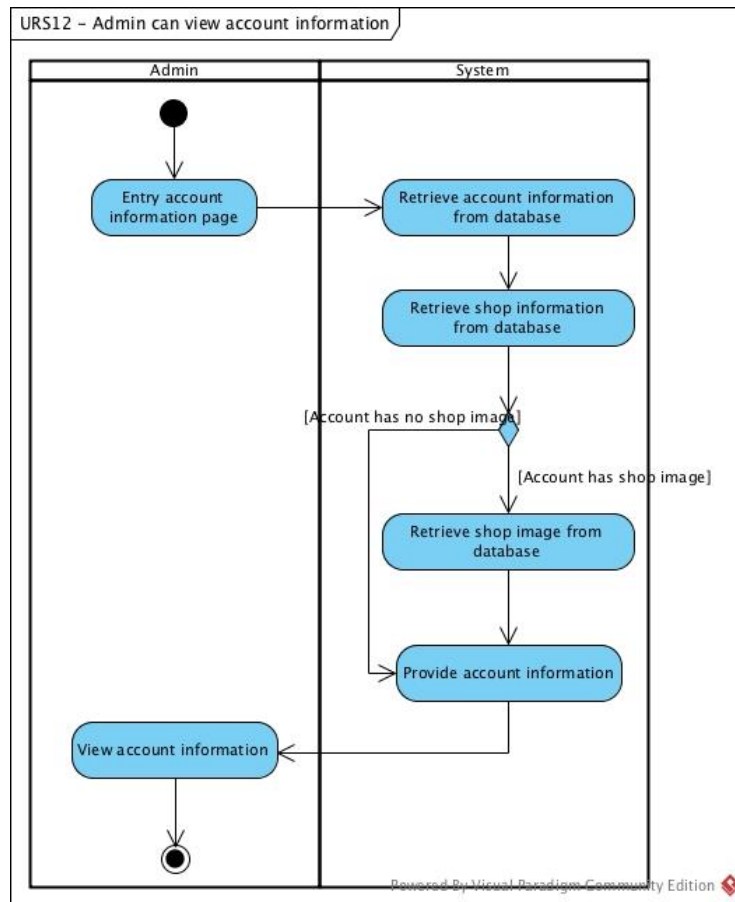 URS12 - Admin can view account information
Admin
System
Entry account
information page
Retrieve account information
from database
Retrieve shop information
from database
[Account has no shop image]
[Account has shop image]
Retrieve shop image from
database
Provide account information
View account information
Powered By Visual Paradigm Community Edition